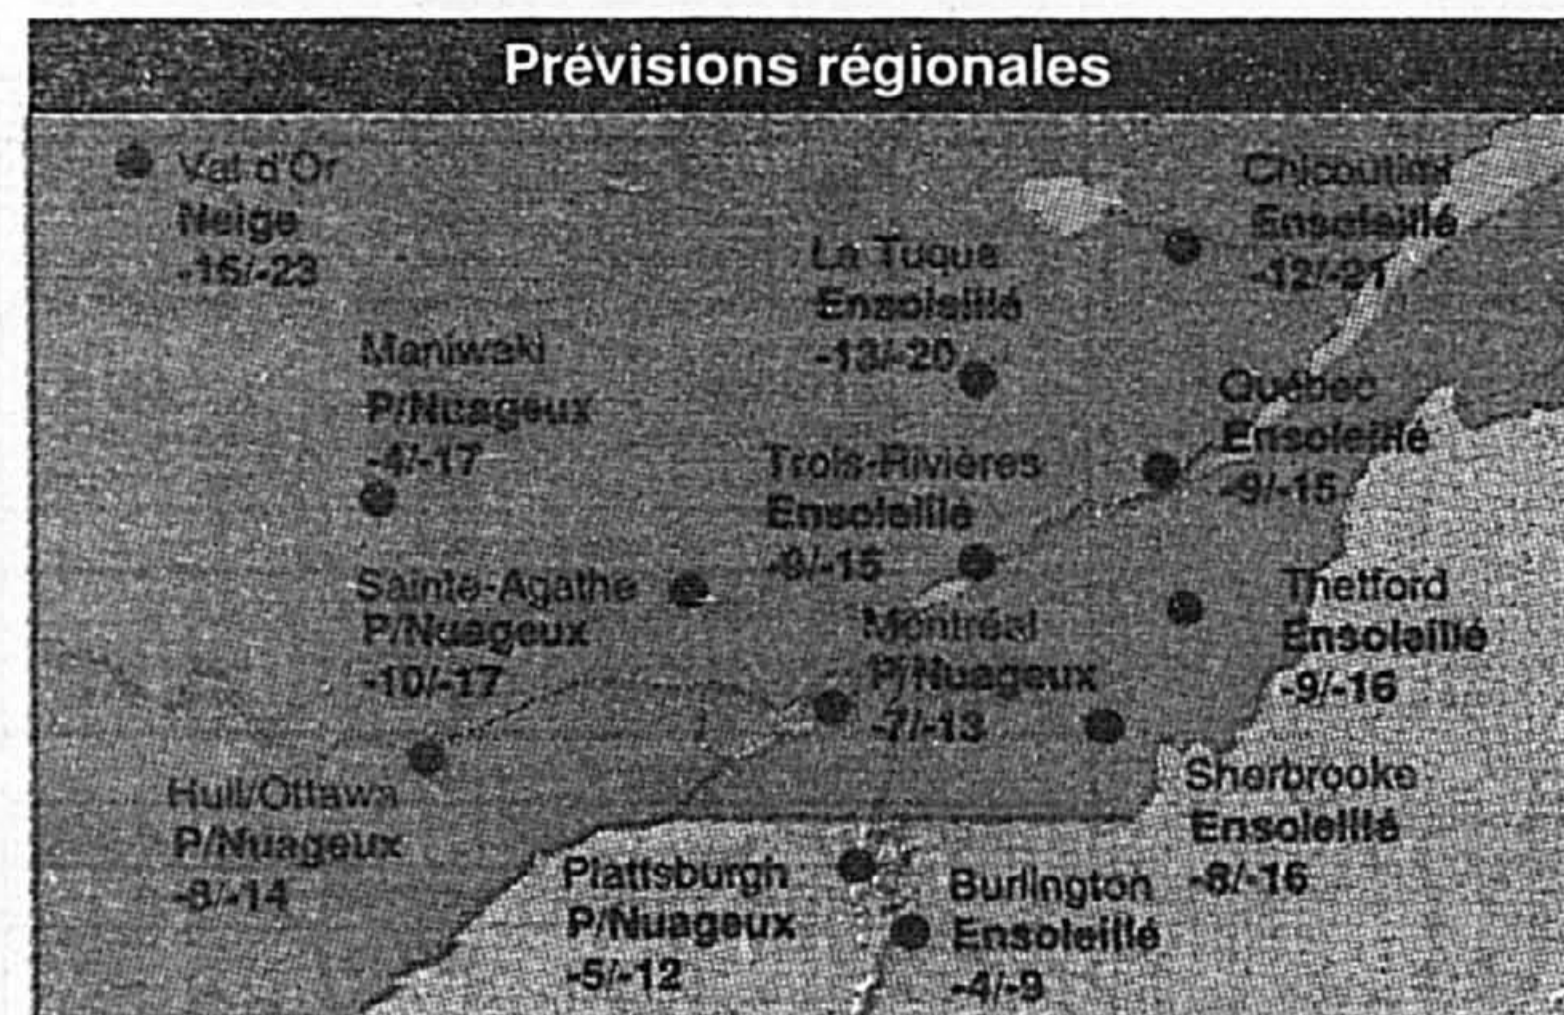 Prévisions régionales
Val d'Or
Neige
-16/-23
Chicoutimi
Ensoleillé
-12/-21
La Tuque
Ensoleillé
-13/-20
Maniwaki
P/Nuageux
-4/-17
Québec
Ensoleillé
-9/-15
Trois-Rivières
Ensoleillé
-9/-15
Sainte-Agathe
P/Nuageux
-10/-17
Thetford
Ensoleillé
-9/-16
Montréal
P/Nuageux
-7/-13
Hull/Ottawa
P/Nuageux
-8/-14
Sherbrooke
Ensoleillé
-8/-16
Plattsburgh
P/Nuageux
-5/-12
Burlington
Ensoleillé
-4/-9